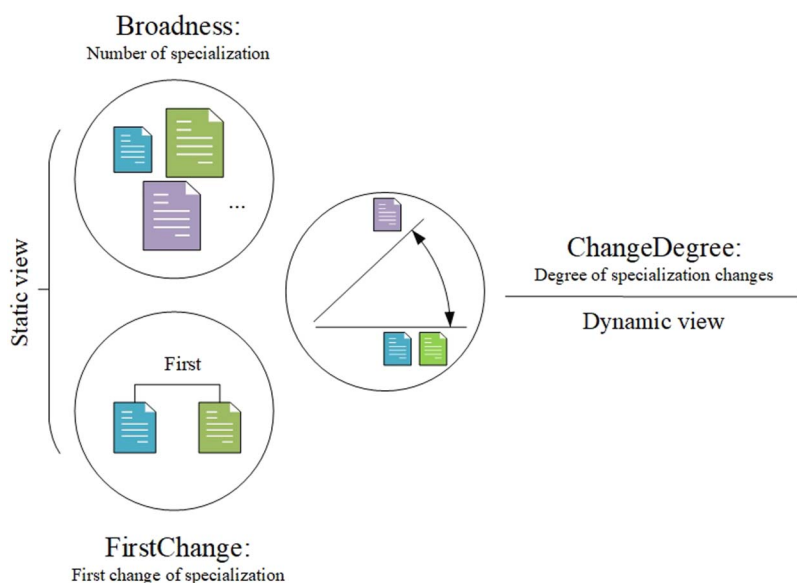 Broadness:
Number of specialization
...
Static view
First
ChangeDegree:
Degree of specialization changes
Dynamic view
FirstChange:
First change of specialization